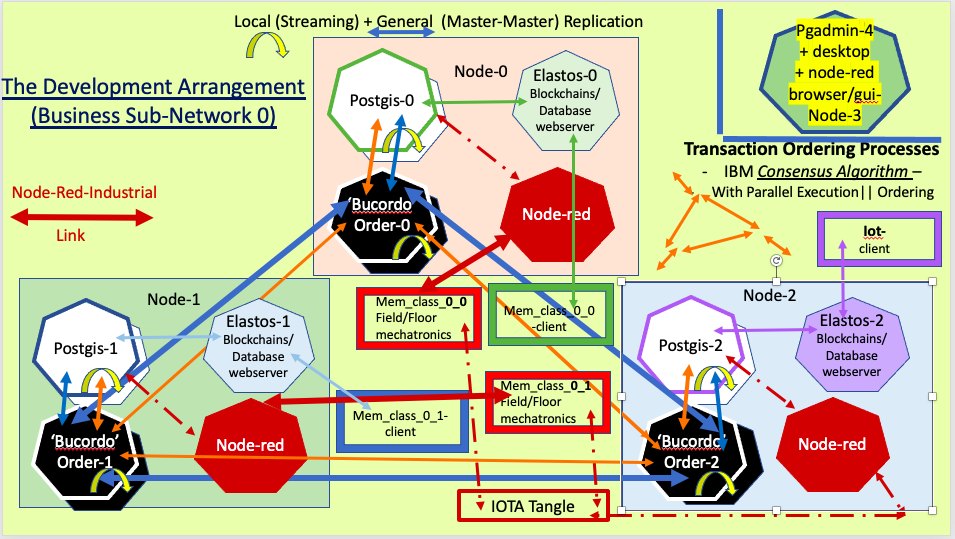 Local (Streaming) + General  (Master-Master) Replication
The Development Arrangement
(Business Sub-Network 0)
Node-Red-Industrial
Link
Node-0
Postgis-0
Elastos-0
Blockchains/
Database
webserver
'Bucordo
Order-0
Node-red
Pgadmin-4
+ desktop
+ node-red
browser/gui-
Node-3
Transaction Ordering Processes
- IBM Consensus Algorithm –
With Parallel Execution|| Ordering
Iot-
client
Node-1
Postgis-1
Elastos-1
Blockchains/
Database
webserver
'Bucordo'
Order-1
Node-red
Mem_class_0_0
Field/Floor
mechatronics
Mem_class_0_0
-client
Mem_class_0_1-
client
Mem_class_0_1
Field/Floor
mechatronics
Node-2
Postgis-2
Elastos-2
Blockchains/
Database
webserver
'Bucordo
Order-2
Node-red
IOTA Tangle